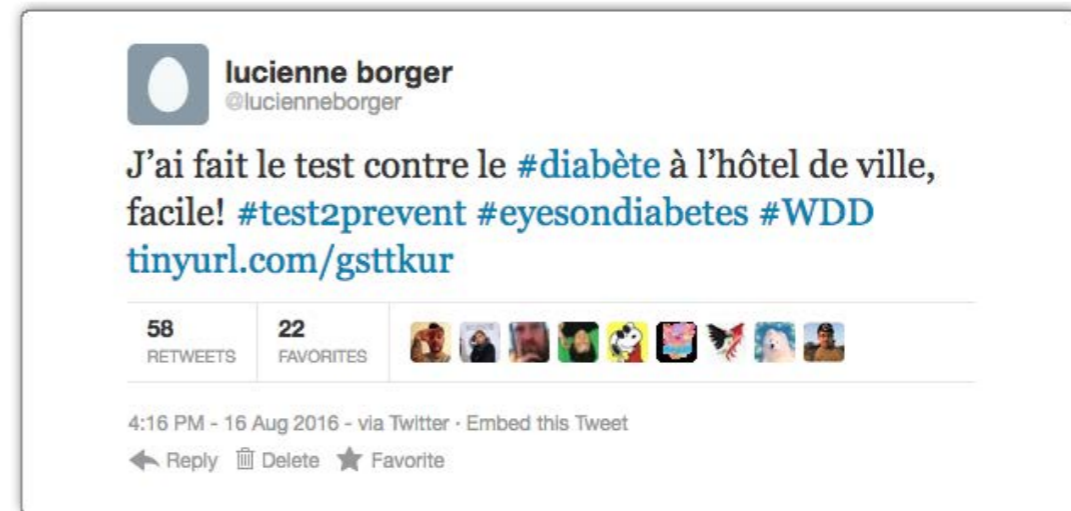 lucienne borger
@lucienneborger
J’ai fait le test contre le #diabète à l’hôtel de ville,
facile! #test2prevent #eyesondiabetes #WDD
tinyurl.com/gsttkur
58
RETWEETS
22
FAVORITES
4:16 PM - 16 Aug 2016 - via Twitter · Embed this Tweet
Reply Delete Favorite